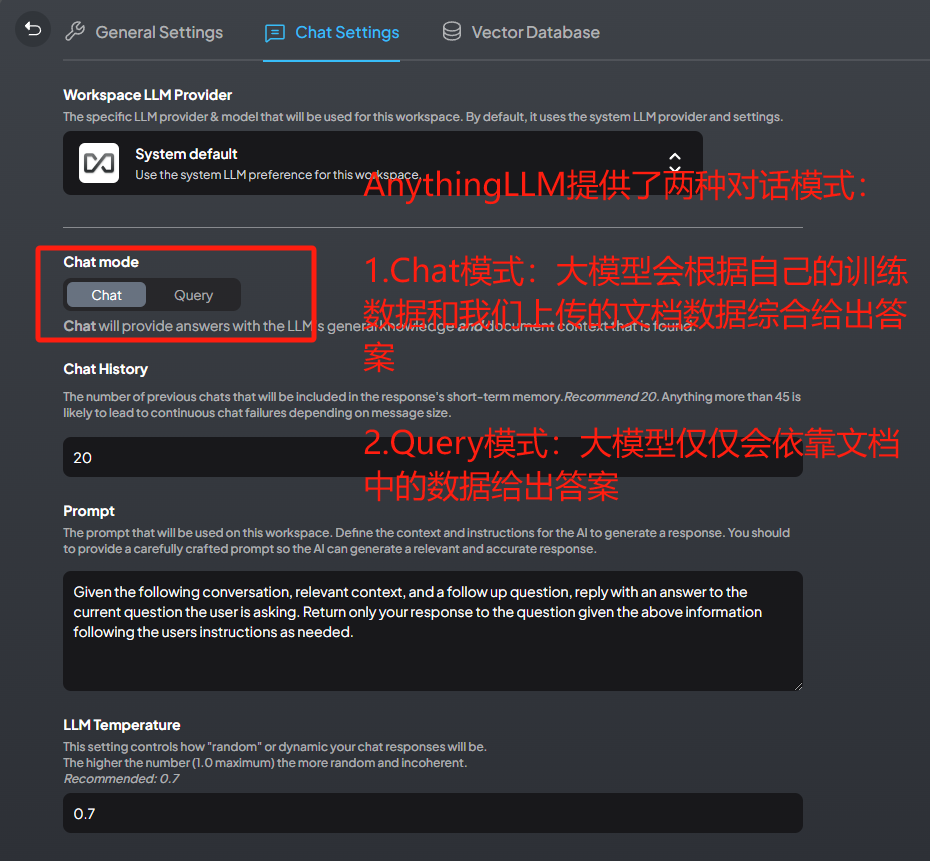 General Settings
Chat Settings
Vector Database
Workspace LLM Provider
The specific LLM provider & model that will be used for this workspace. By default, it uses the system LLM provider and settings.
System default
Use the system LLM preference for this workspace.
AnythingLLM提供了两种对话模式：
Chat mode
Chat
Query
Chat will provide answers with the LLM's general knowledge and document context that is found.
1.Chat模式：大模型会根据自己的训练
数据和我们上传的文档数据综合给出答
案
Chat History
The number of previous chats that will be included in the response's short-term memory.Recommend 20. Anything more than 45 is
likely to lead to continuous chat failures depending on message size.
20
2.Query模式：大模型仅仅会依靠文档
中的数据给出答案
Prompt
The prompt that will be used on this workspace. Define the context and instructions for the AI to generate a response. You should
to provide a carefully crafted prompt so the AI can generate a relevant and accurate response.
Given the following conversation, relevant context, and a follow up question, reply with an answer to the
current question the user is asking. Return only your response to the question given the above information
following the users instructions as needed.
LLM Temperature
This setting controls how "random" or dynamic your chat responses will be.
The higher the number (1.0 maximum) the more random and incoherent.
Recommended: 0.7
0.7